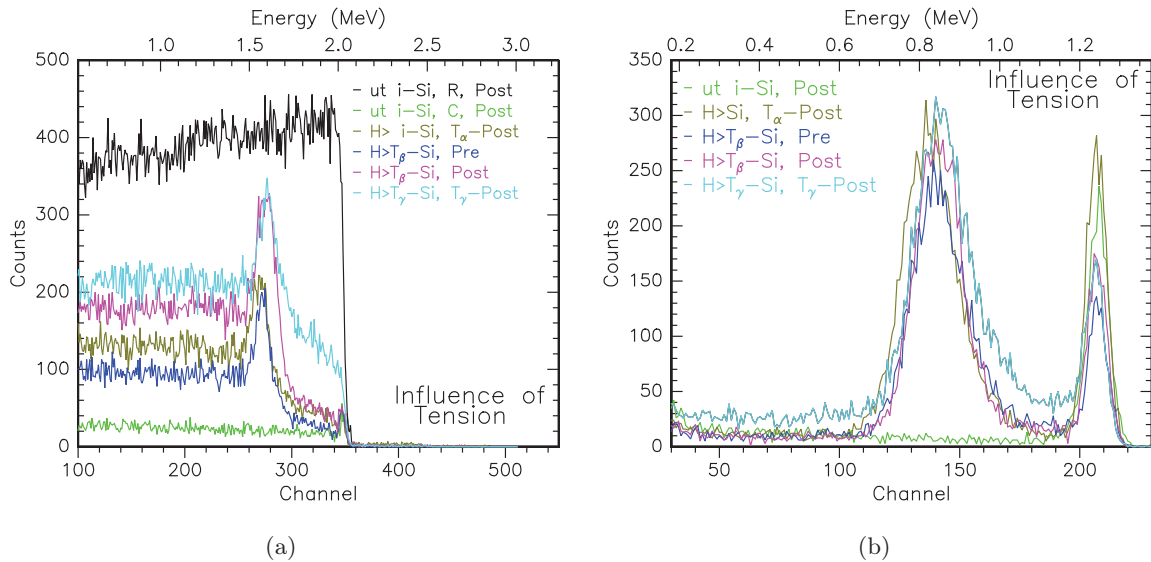 Energy (MeV)
1.0 1.5 2.0 2.5 3.0
500
400
300
200
100
0
Counts
– ut i–Si, R, Post
– ut i–Si, C, Post
– H> i–Si, Tα–Post
– H>Tβ–Si, Pre
– H>Tβ–Si, Post
– H>Tγ–Si, Tγ–Post
Influence of
Tension
100 200 300 400 500
Channel
(a)
Energy (MeV)
0.2 0.4 0.6 0.8 1.0 1.2
350
300
250
200
150
100
50
0
Counts
– ut i–Si, Post
– H>Si, Tα–Post
– H>Tβ–Si, Pre
– H>Tβ–Si, Post
– H>Tγ–Si, Tγ–Post
Influence of
Tension
50 100 150 200
Channel
(b)